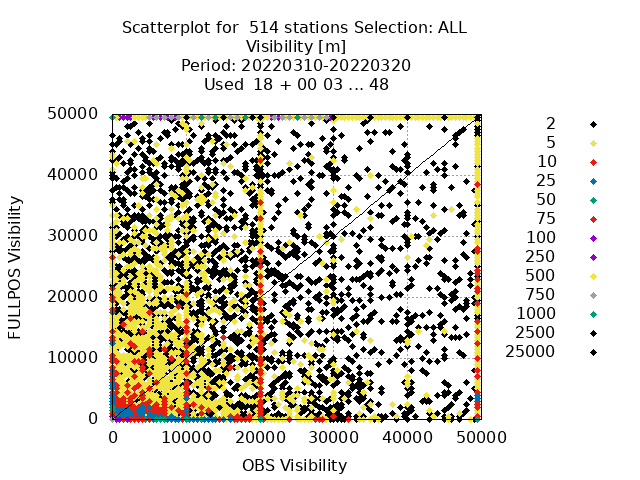 Scatterplot for  514 stations Selection: ALL
Visibility [m]
Period: 20220310-20220320
Used  18 + 00 03 ... 48
FULLPOS Visibility
50000
40000
30000
20000
10000
0
0 10000 20000 30000 40000 50000
OBS Visibility
2
5
10
25
50
75
100
250
500
750
1000
2500
25000